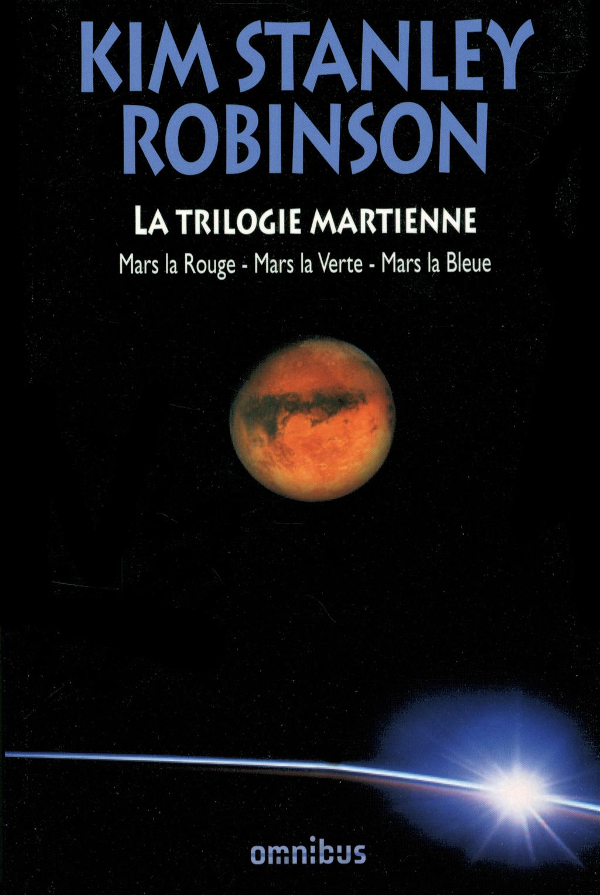 KIM STANLEY
ROBINSON
LA TRILOGIE MARTIENNE
Mars la Rouge - Mars la Verte - Mars la Bleue
omnibus